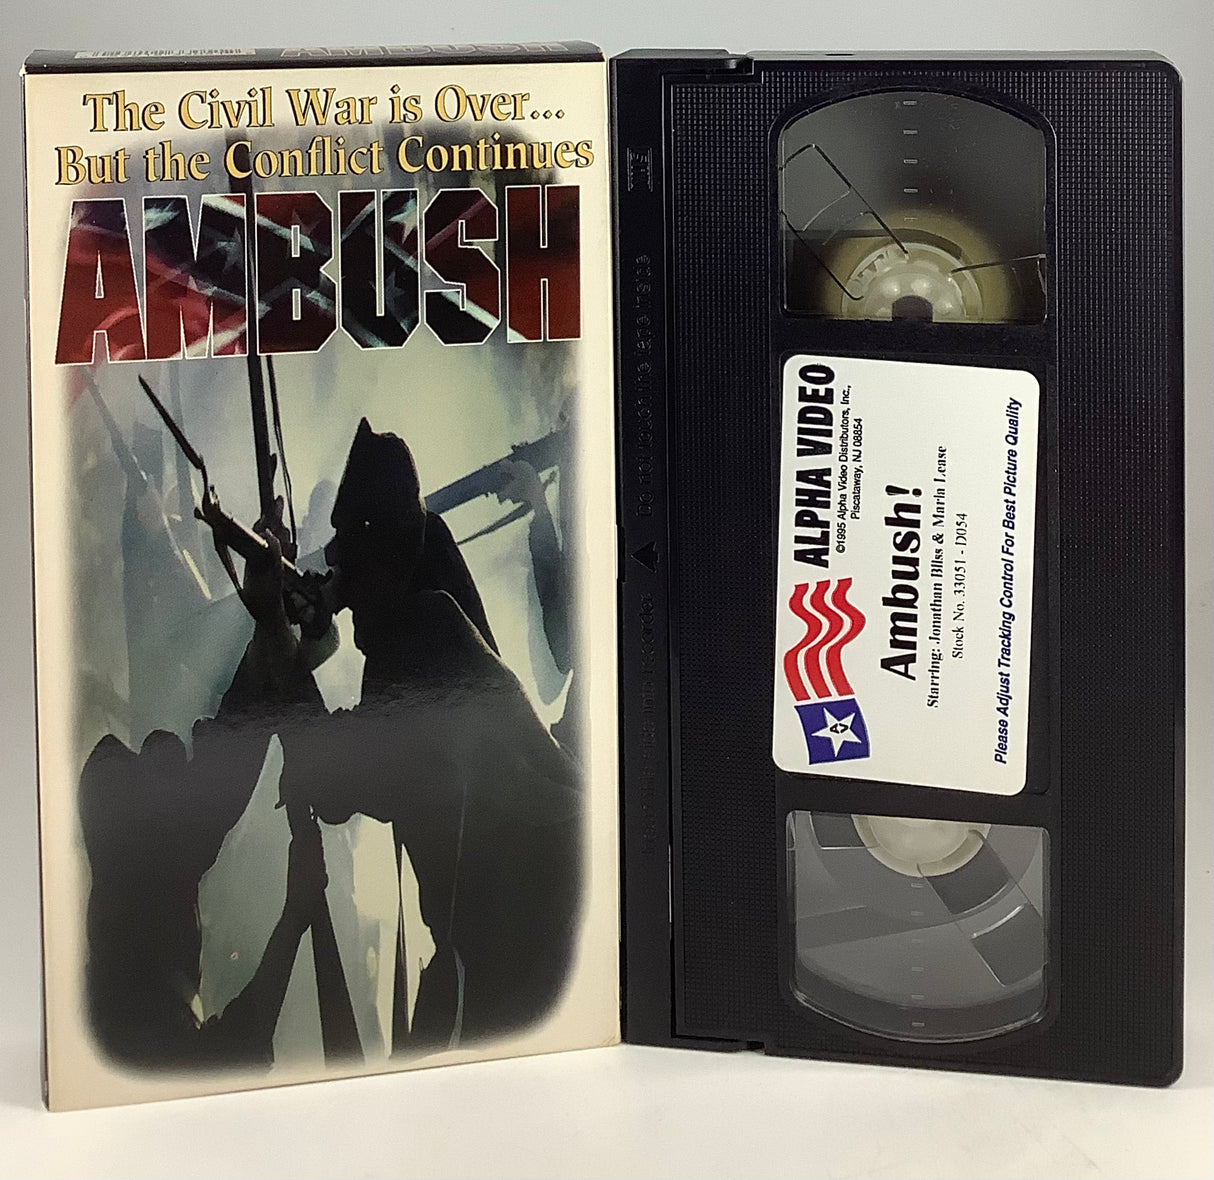 AMBUSH
The Civil War is Over...
But the Conflict Continues
AMBUSH
VHS
Do not touch the tape inside
ALPHA VIDEO
©1995 Alpha Video Distributors, Inc.,
Piscataway, NJ 08854
Ambush!
Starring: Jonathan Bliss & Marla Lease
Stock No. 33051 - D054
Please Adjust Tracking Control For Best Picture Quality